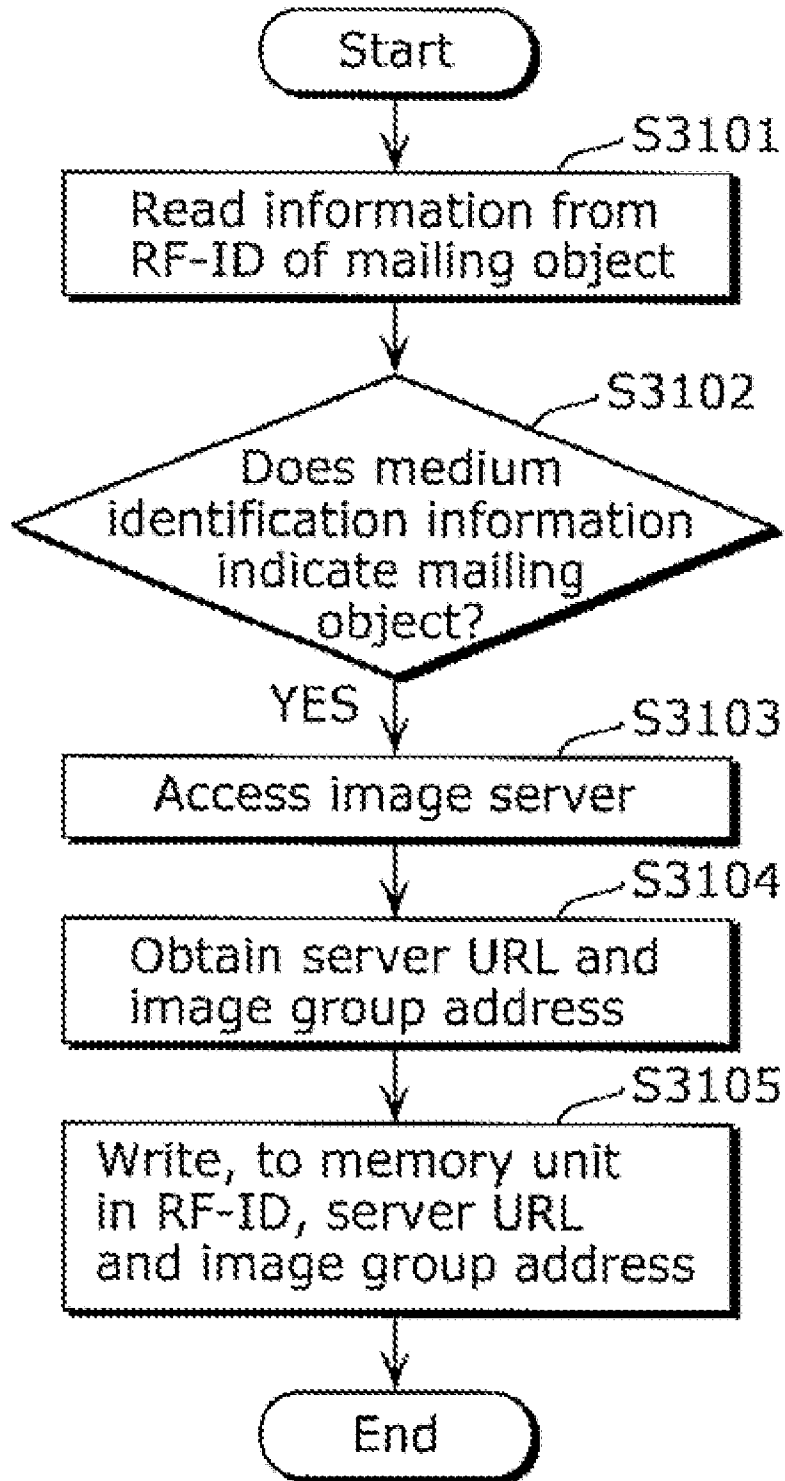 Start
S3101
Read information from
RF-ID of mailing object
S3102
Does medium
identification information
indicate mailing
object?
YES
S3103
Access image server
S3104
Obtain server URL and
image group address
S3105
Write, to memory unit
in RF-ID, server URL
and image group address
End